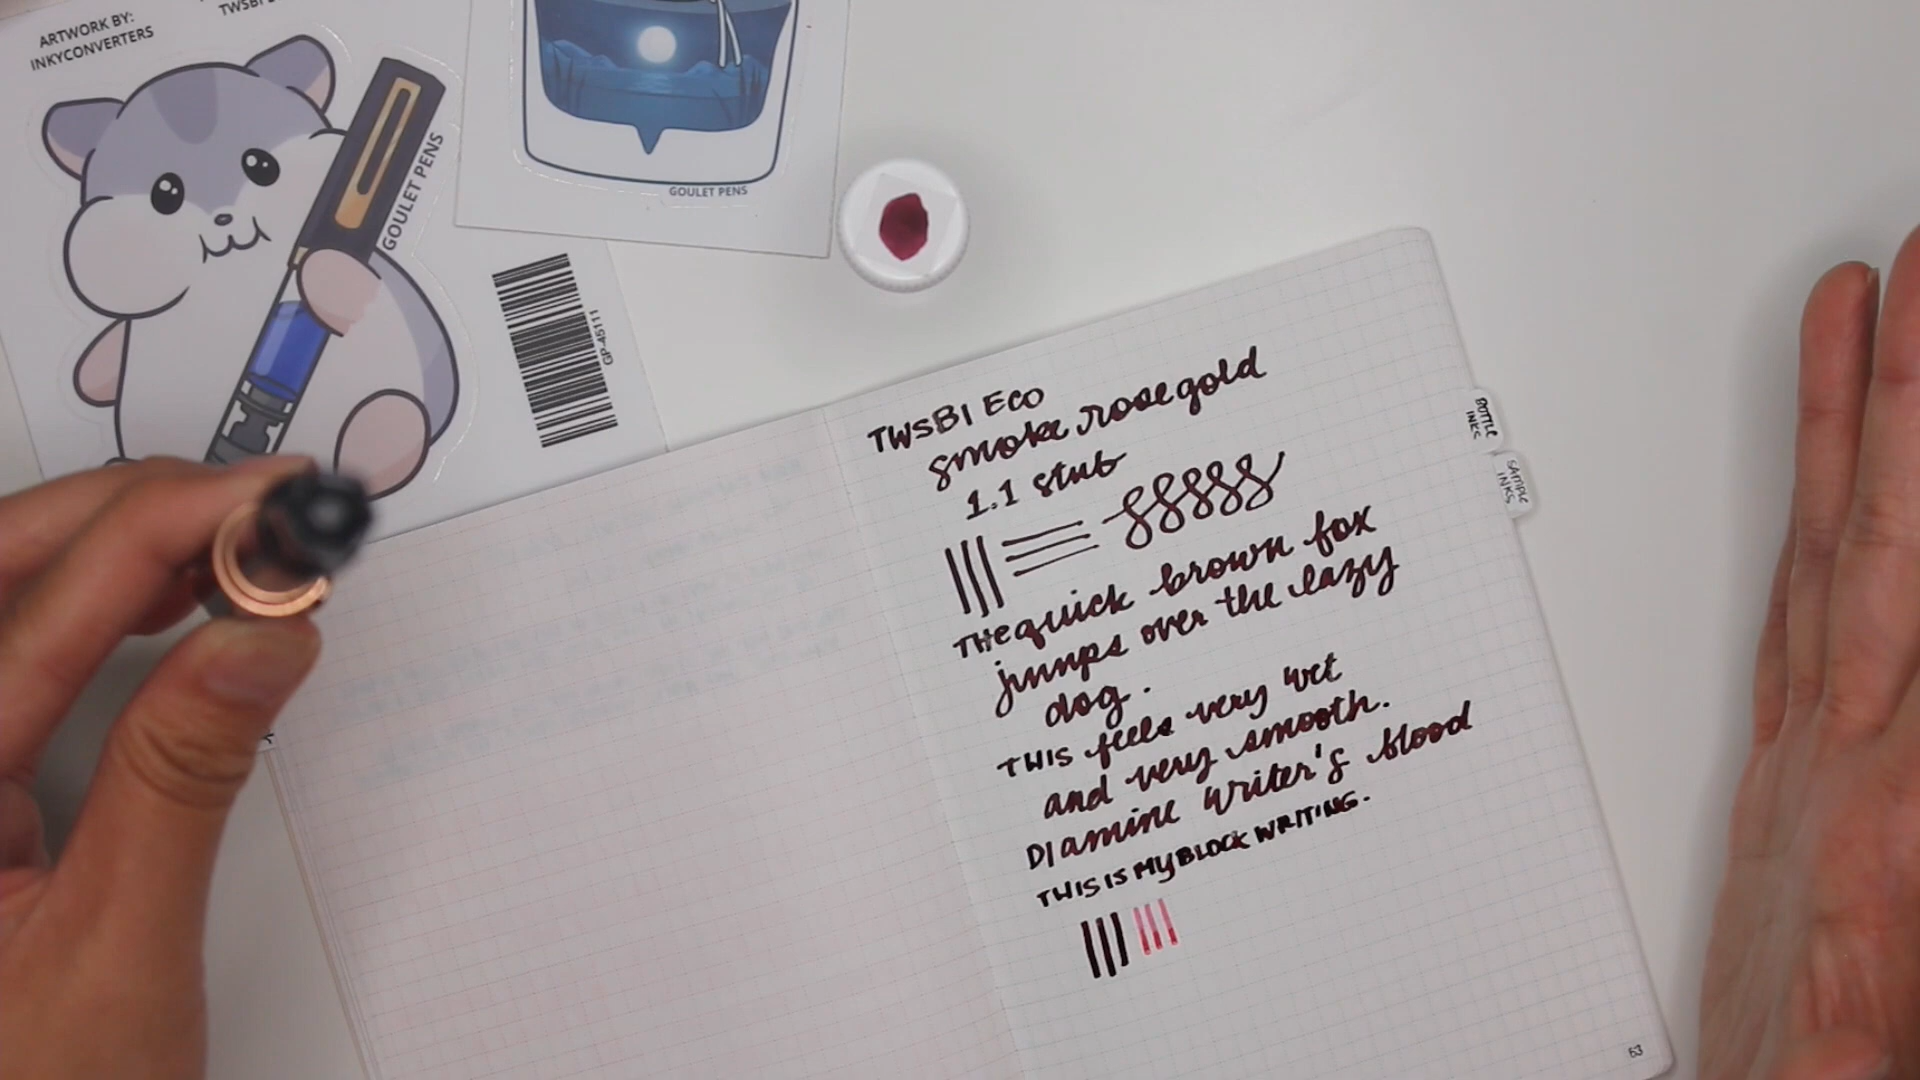 ARTWORK BY:
INKYCONVERTERS
TWSBI
GOULET PENS
GOULET PENS
GP-45111
TWSBI Eco
smoke rosegold
1.1 stub
THE quick brown fox
jumps over the lazy
dog.
THIS feels very wet
and very smooth.
DIamine Writer's blood
THIS IS MY BLOCK WRITING.
BOTTLE
INKS
SAMPLE
INKS
63